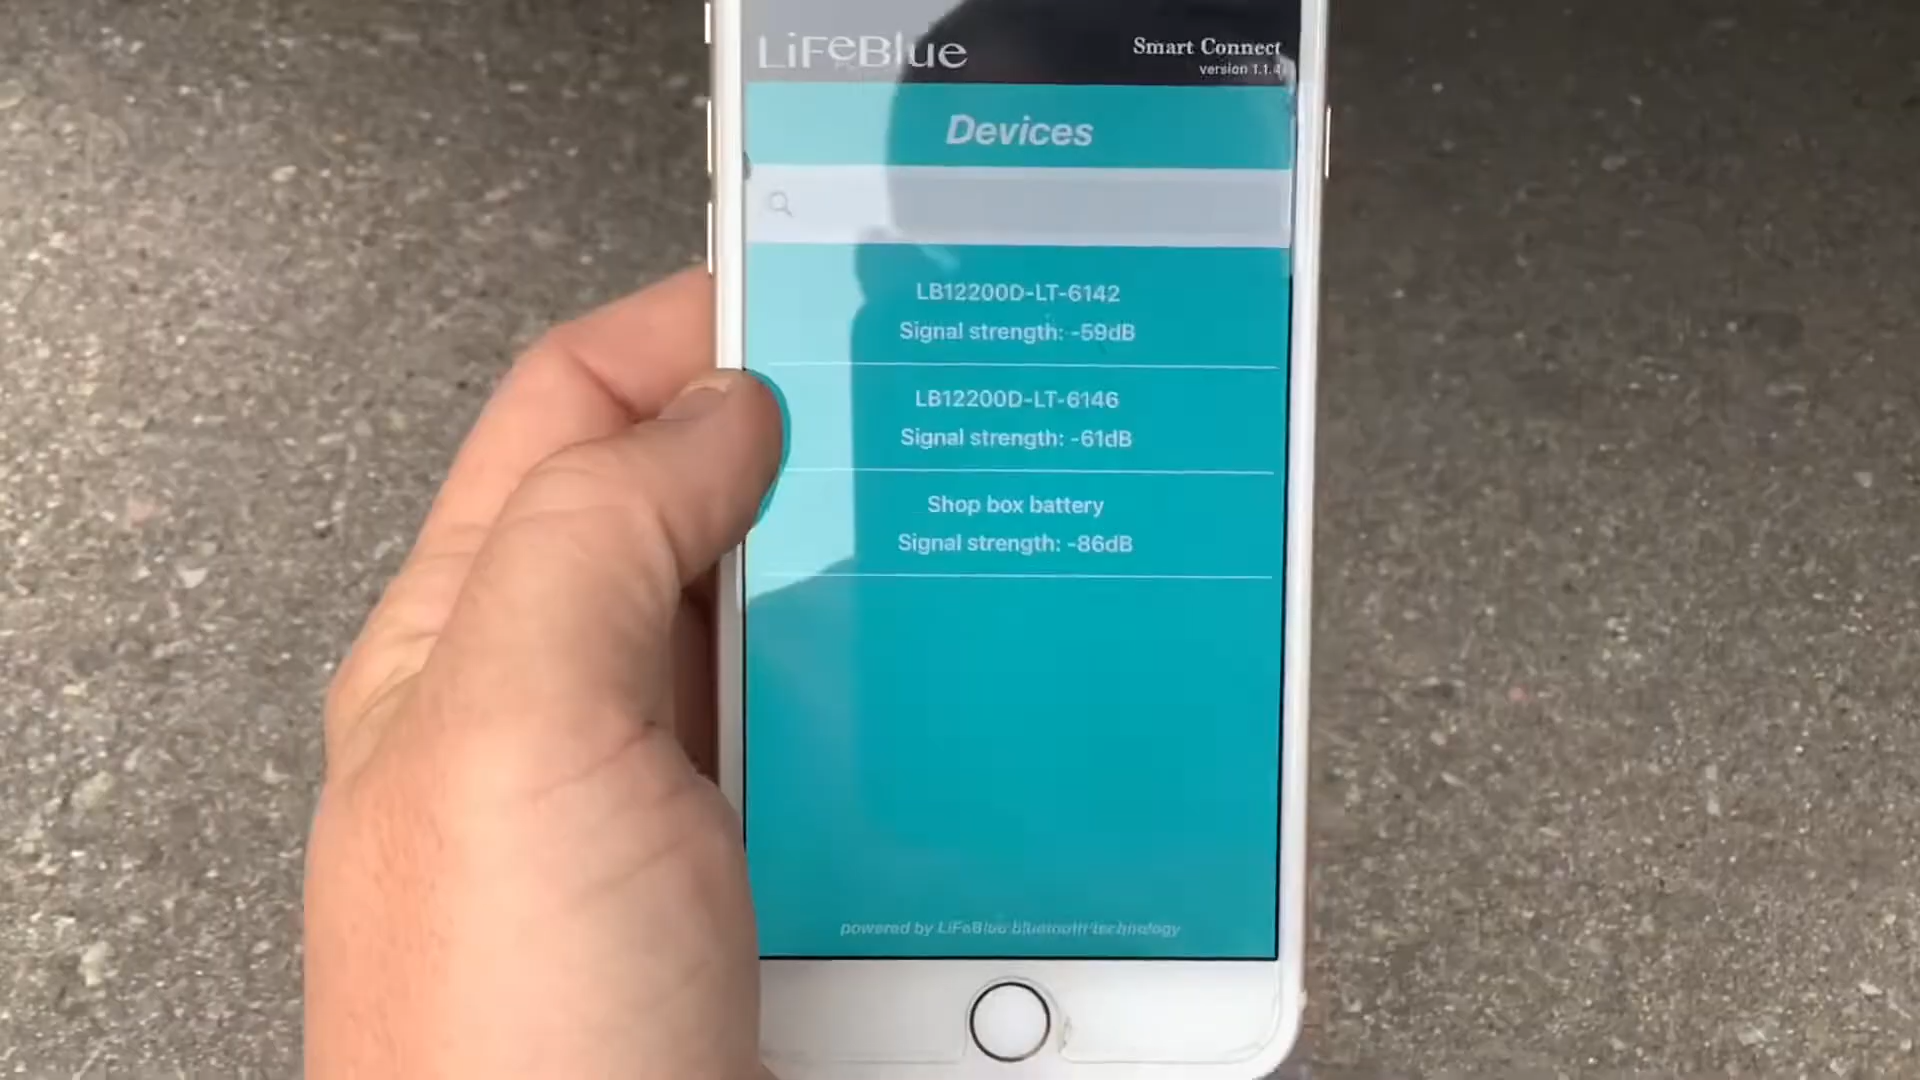 LiFeBlue
Smart Connect
version 1.1.4
Devices
LB12200D-LT-6142
Signal strength: -59dB
LB12200D-LT-6146
Signal strength: -61dB
Shop box battery
Signal strength: -86dB
powered by LiFeBlue bluetooth technology